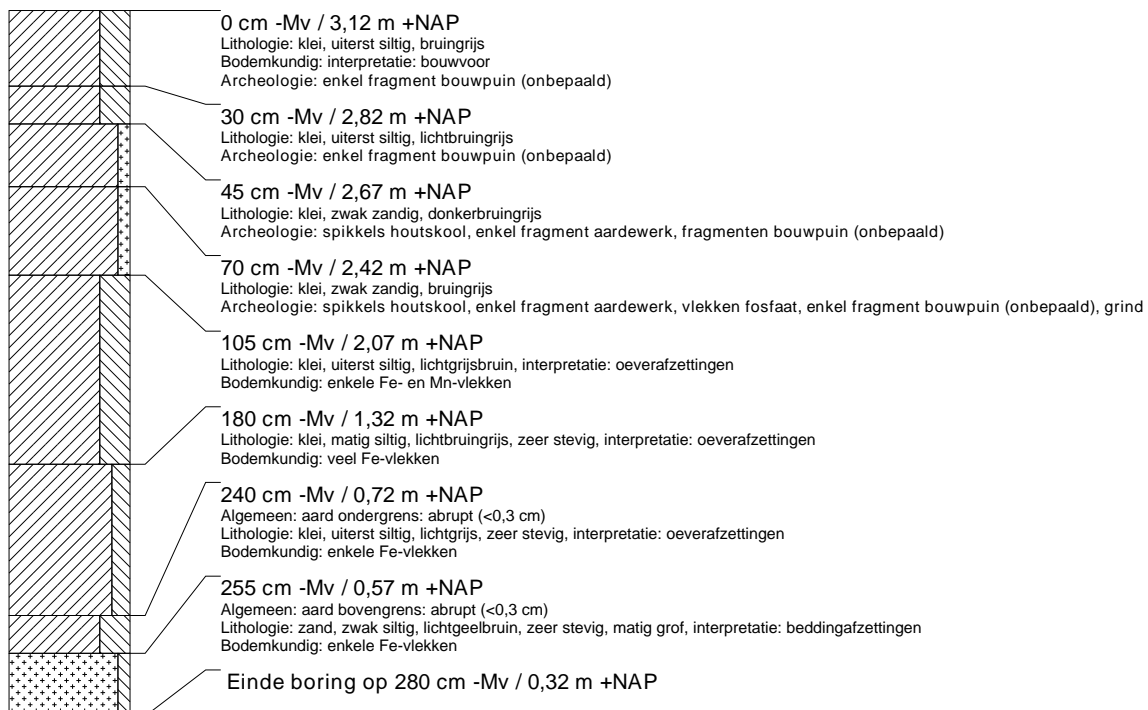 0 cm -Mv / 3,12 m +NAP
Lithologie: klei, uiterst siltig, bruingrijs
Bodemkundig: interpretatie: bouwvoor
Archeologie: enkel fragment bouwpuin (onbepaald)
30 cm -Mv / 2,82 m +NAP
Lithologie: klei, uiterst siltig, lichtbruingrijs
Archeologie: enkel fragment bouwpuin (onbepaald)
45 cm -Mv / 2,67 m +NAP
Lithologie: klei, zwak zandig, donkerbruingrijs
Archeologie: spikkels houtskool, enkel fragment aardewerk, fragmenten bouwpuin (onbepaald)
70 cm -Mv / 2,42 m +NAP
Lithologie: klei, zwak zandig, bruingrijs
Archeologie: spikkels houtskool, enkel fragment aardewerk, vlekken fosfaat, enkel fragment bouwpuin (onbepaald), grind
105 cm -Mv / 2,07 m +NAP
Lithologie: klei, uiterst siltig, lichtgrijsbruin, interpretatie: oeverafzettingen
Bodemkundig: enkele Fe- en Mn-vlekken
180 cm -Mv / 1,32 m +NAP
Lithologie: klei, matig siltig, lichtbruingrijs, zeer stevig, interpretatie: oeverafzettingen
Bodemkundig: veel Fe-vlekken
240 cm -Mv / 0,72 m +NAP
Algemeen: aard ondergrens: abrupt (<0,3 cm)
Lithologie: klei, uiterst siltig, lichtgrijs, zeer stevig, interpretatie: oeverafzettingen
Bodemkundig: enkele Fe-vlekken
255 cm -Mv / 0,57 m +NAP
Algemeen: aard bovengrens: abrupt (<0,3 cm)
Lithologie: zand, zwak siltig, lichtgeelbruin, zeer stevig, matig grof, interpretatie: beddingafzettingen
Bodemkundig: enkele Fe-vlekken
Einde boring op 280 cm -Mv / 0,32 m +NAP